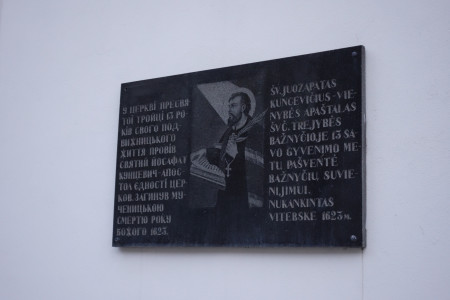 У ЦЕРКВІ ПРЕСВЯ
ТОЇ ТРОЙЦІ 13 РО
КІВ СВОГО ПОД
ВИЖНИЦЬКОГО
ЖИТТЯ ПРОВІВ
СВЯТИЙ ЙОСАФАТ
КУНЦЕВИЧ-АПОС
ТОЛ ЄДНОСТІ ЦЕР
КОВ. ЗАГИНУВ МУ
ЧЕНИЦЬКОЮ
СМЕРТЮ РОКУ
БОЖОГО 1623.
ŠV. JUOZAPATAS
KUNCEVIČIUS-VIE
NYBĖS APAŠTALAS
ŠVČ. TREJYBĖS
BAŽNYČIOJE 13 SA
VO GYVENIMO ME
TŲ PAŠVENTĖ
BAŽNYČIŲ SUVIE
NIJIMUI.
NUKANKINTAS
VITEBSKE 1623 m.